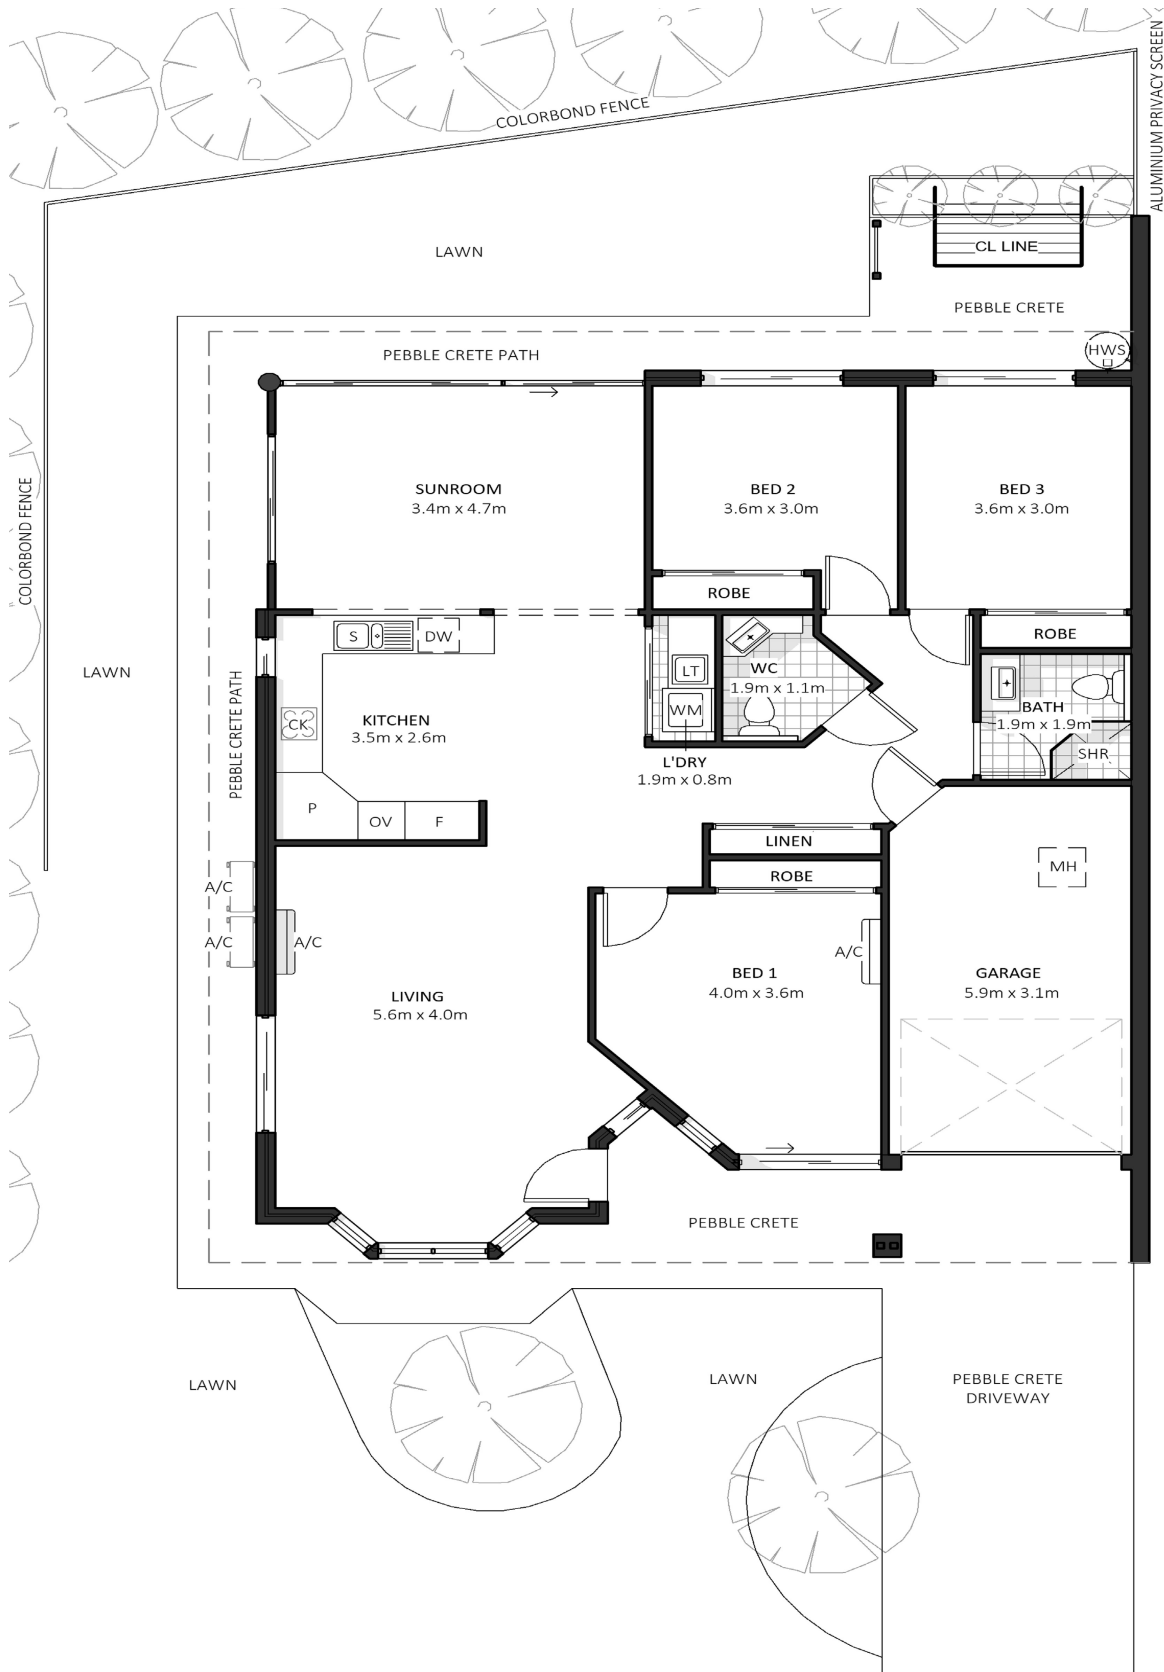 ALUMINIUM PRIVACY SCREEN
COLORBOND FENCE
LAWN
CL LINE
PEBBLE CRETE
HWS
PEBBLE CRETE PATH
SUNROOM
3.4m x 4.7m
BED 2
3.6m x 3.0m
BED 3
3.6m x 3.0m
COLORBOND FENCE
ROBE
ROBE
S
DW
LT
WC
1.9m x 1.1m
LAWN
PEBBLE CRETE PATH
CK
KITCHEN
3.5m x 2.6m
WM
BATH
1.9m x 1.9m
SHR
L'DRY
1.9m x 0.8m
P
OV
F
LINEN
ROBE
MH
A/C
A/C
A/C
A/C
LIVING
5.6m x 4.0m
BED 1
4.0m x 3.6m
GARAGE
5.9m x 3.1m
PEBBLE CRETE
LAWN
LAWN
PEBBLE CRETE
DRIVEWAY